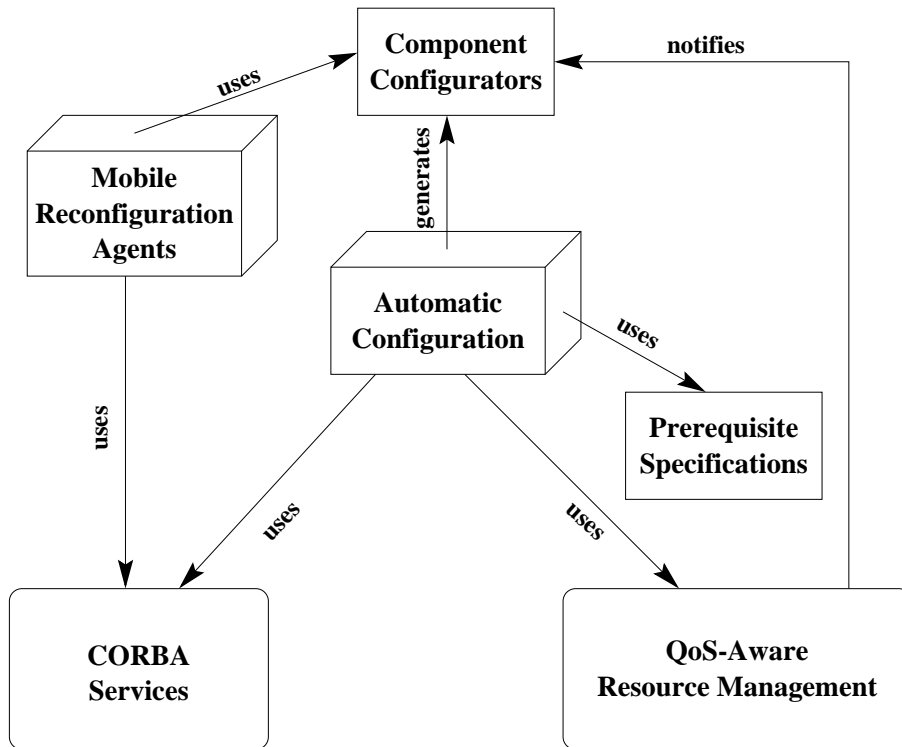 Component
Configurators
notifies
uses
Mobile
Reconfiguration
Agents
generates
Automatic
Configuration
uses
Prerequisite
Specifications
uses
uses
uses
CORBA
Services
QoS-Aware
Resource Management